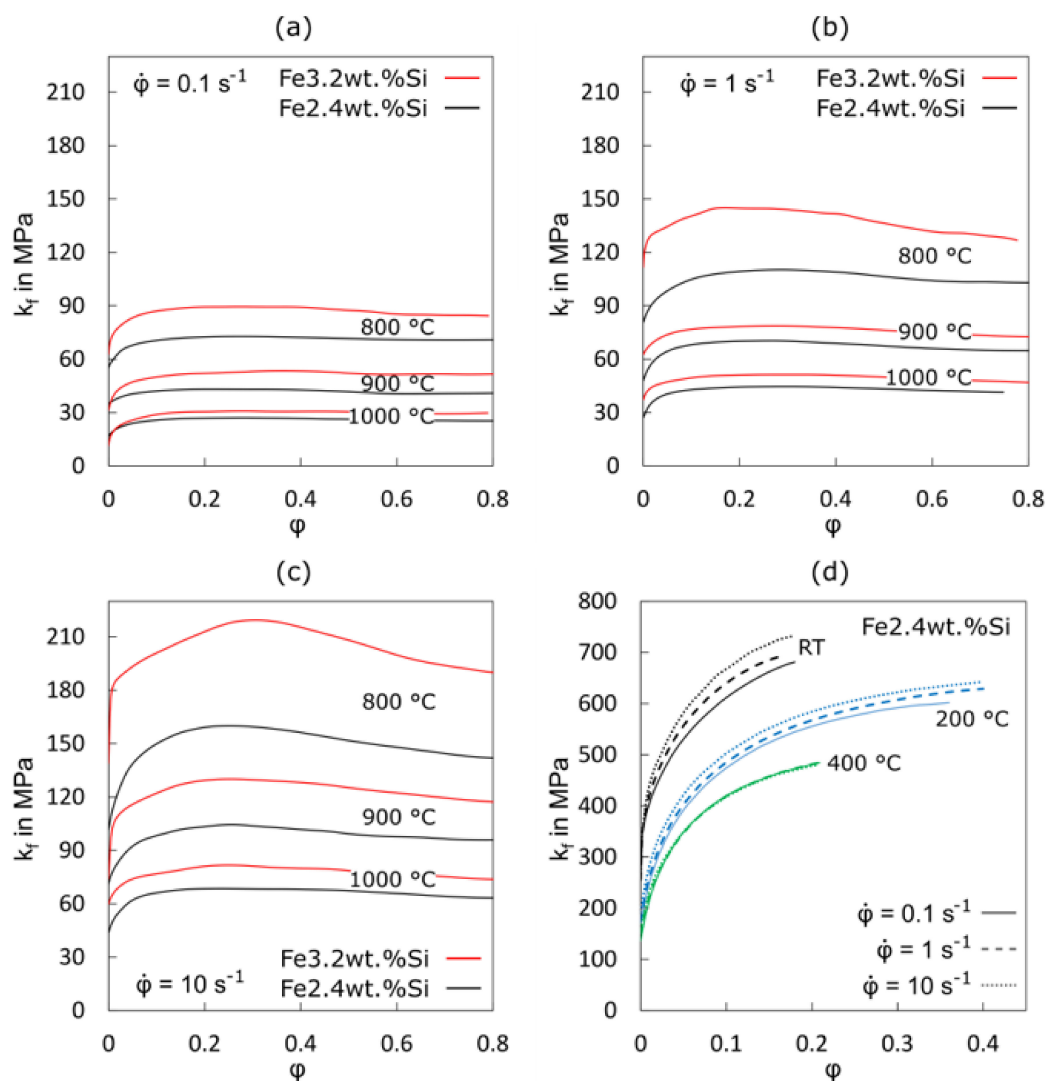 (a)
φ̇ = 0.1 s⁻¹
Fe3.2wt.%Si
Fe2.4wt.%Si
210
180
150
120
90
60
30
0
k_f in MPa
800 °C
900 °C
1000 °C
0 0.2 0.4 0.6 0.8
φ
(b)
φ̇ = 1 s⁻¹
Fe3.2wt.%Si
Fe2.4wt.%Si
210
180
150
120
90
60
30
0
k_f in MPa
800 °C
900 °C
1000 °C
0 0.2 0.4 0.6 0.8
φ
(c)
210
180
150
120
90
60
30
0
k_f in MPa
800 °C
900 °C
1000 °C
Fe3.2wt.%Si
Fe2.4wt.%Si
φ̇ = 10 s⁻¹
0 0.2 0.4 0.6 0.8
φ
(d)
Fe2.4wt.%Si
800
700
600
500
400
300
200
100
0
k_f in MPa
RT
200 °C
400 °C
φ̇ = 0.1 s⁻¹
φ̇ = 1 s⁻¹
φ̇ = 10 s⁻¹
0 0.1 0.2 0.3 0.4
φ